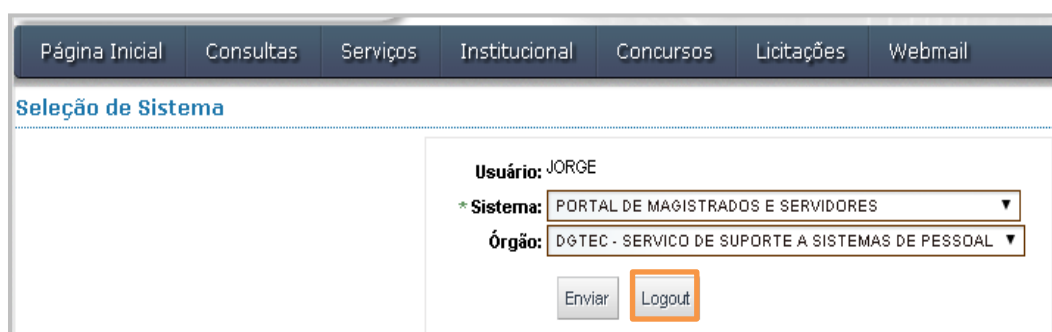 Página Inicial Consultas Serviços Institucional Concursos Licitações Webmail
Seleção de Sistema
Usuário: JORGE
* Sistema: PORTAL DE MAGISTRADOS E SERVIDORES
Órgão: DGTEC - SERVICO DE SUPORTE A SISTEMAS DE PESSOAL
Enviar Logout